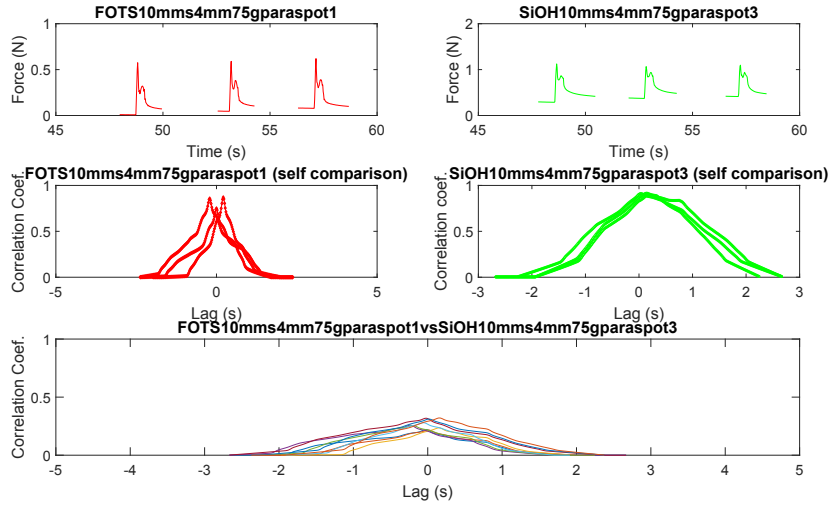 FOTS10mms4mm75gparaspot1
Force (N)
1
0.5
0
45
50
55
60
Time (s)
SiOH10mms4mm75gparaspot3
Force (N)
2
1
0
45
50
55
60
Time (s)
FOTS10mms4mm75gparaspot1 (self comparison)
Correlation Coef.
1
0.5
0
-5
0
5
Lag (s)
SiOH10mms4mm75gparaspot3 (self comparison)
Correlation coef.
1
0.5
0
-3
-2
-1
0
1
2
3
Lag (s)
FOTS10mms4mm75gparaspot1vsSiOH10mms4mm75gparaspot3
Correlation Coef.
1
0.5
0
-5
-4
-3
-2
-1
0
1
2
3
4
5
Lag (s)